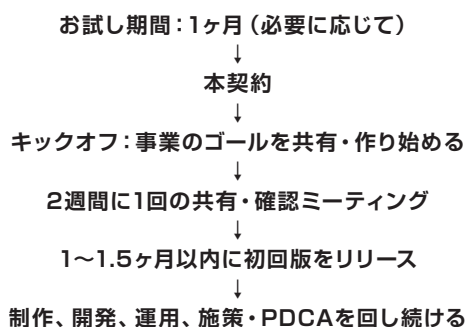 お試し期間：1ヶ月（必要に応じて）
↓
本契約
↓
キックオフ：事業のゴールを共有・作り始める
↓
2週間に1回の共有・確認ミーティング
↓
1〜1.5ヶ月以内に初回版をリリース
↓
制作、開発、運用、施策・PDCAを回し続ける